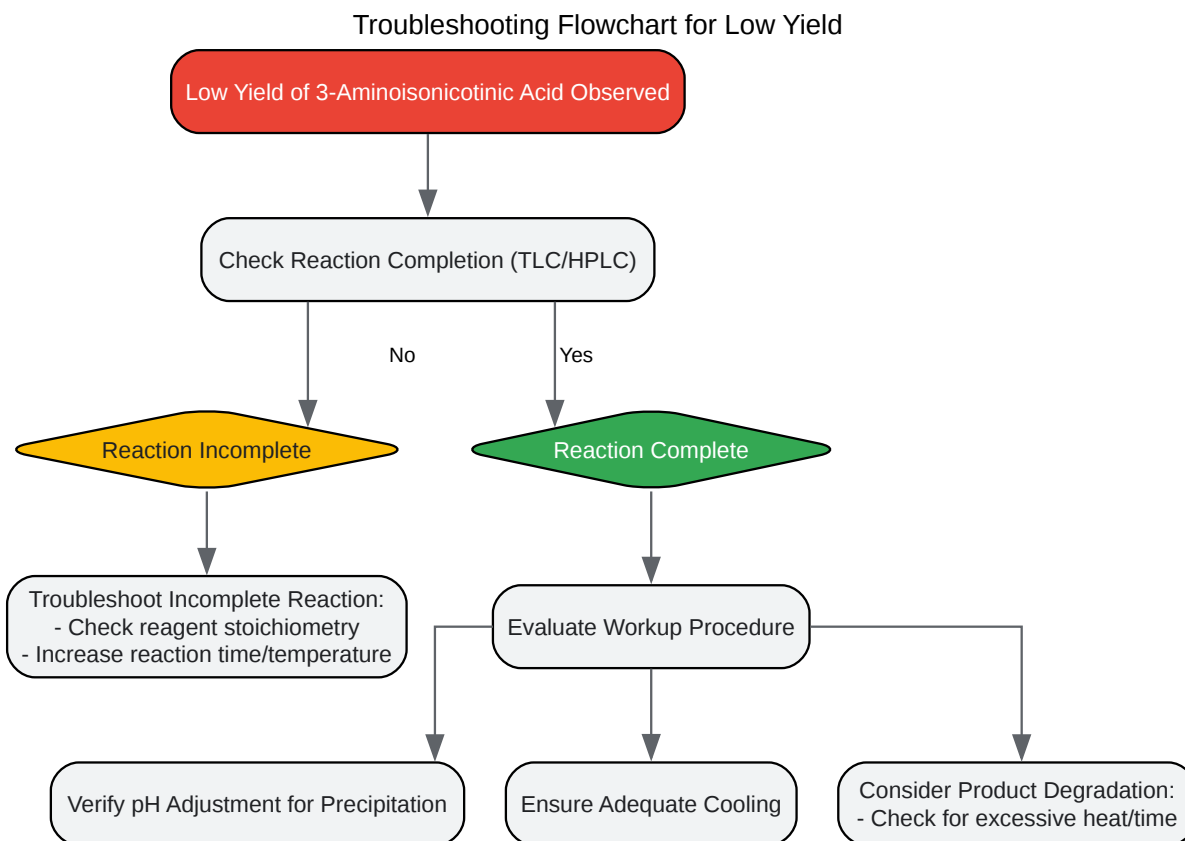 Troubleshooting Flowchart for Low Yield
Low Yield of 3-Aminoisonicotinic Acid Observed
Check Reaction Completion (TLC/HPLC)
No
Yes
Reaction Incomplete
Reaction Complete
Troubleshoot Incomplete Reaction:
- Check reagent stoichiometry
- Increase reaction time/temperature
Evaluate Workup Procedure
Verify pH Adjustment for Precipitation
Ensure Adequate Cooling
Consider Product Degradation:
- Check for excessive heat/time